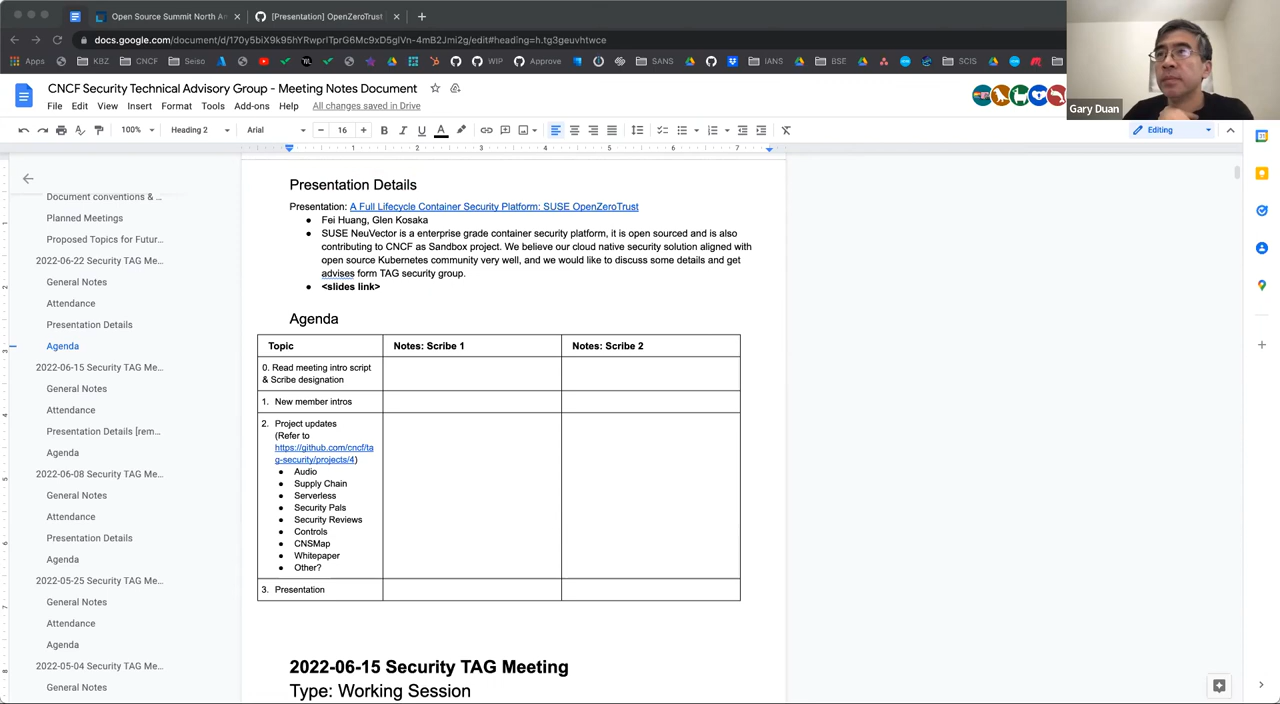 Open Source Summit North Am
[Presentation] OpenZeroTrust
docs.google.com/document/d/170y5biX9k95hYRwprITprG6Mc9xD5glVn-4mB2Jmi2g/edit#heading=h.tg3geuvhtwce
Apps KBZ CNCF Seiso WIP Approve SANS IANS BSE SCIS
CNCF Security Technical Advisory Group - Meeting Notes Document
File Edit View Insert Format Tools Add-ons Help All changes saved in Drive
Gary Duan
100% Heading 2 Arial 16 Editing
1 2 3 4 5 6 7
Document conventions & ...
Planned Meetings
Proposed Topics for Futur...
2022-06-22 Security TAG Me...
General Notes
Attendance
Presentation Details
Agenda
2022-06-15 Security TAG Me...
General Notes
Attendance
Presentation Details [rem...
Agenda
2022-06-08 Security TAG Me...
General Notes
Attendance
Presentation Details
Agenda
2022-05-25 Security TAG Me...
General Notes
Attendance
Agenda
2022-05-04 Security TAG Me...
General Notes
Presentation Details
Presentation: A Full Lifecycle Container Security Platform: SUSE OpenZeroTrust
● Fei Huang, Glen Kosaka
● SUSE NeuVector is a enterprise grade container security platform, it is open sourced and is also
contributing to CNCF as Sandbox project. We believe our cloud native security solution aligned with
open source Kubernetes community very well, and we would like to discuss some details and get
advises form TAG security group.
● <slides link>
Agenda
Topic Notes: Scribe 1 Notes: Scribe 2
0. Read meeting intro script
& Scribe designation
1. New member intros
2. Project updates
(Refer to
https://github.com/cncf/ta
g-security/projects/4)
● Audio
● Supply Chain
● Serverless
● Security Pals
● Security Reviews
● Controls
● CNSMap
● Whitepaper
● Other?
3. Presentation
2022-06-15 Security TAG Meeting
Type: Working Session